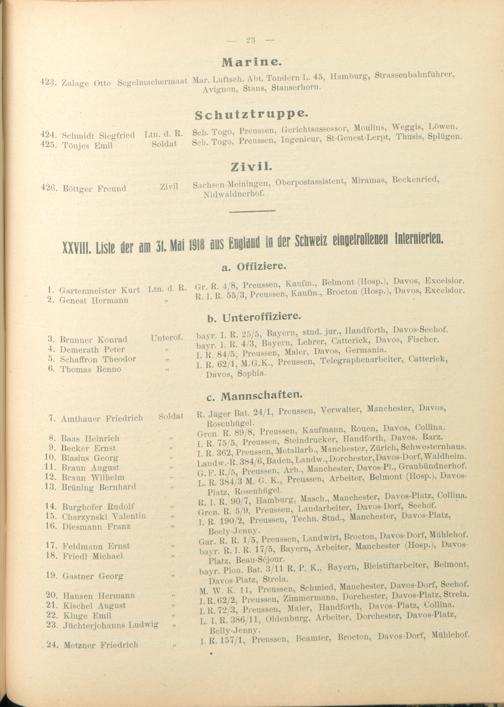 — 23 —
Marine.
423. Zulage Otto Segelmachermaat Mar. Luftsch. Abt. Tondern L. 45, Hamburg, Strassenbahnführer,
Avignon, Stans, Stanserhorn.
Schutztruppe.
424. Schmidt Siegfried Ltn. d. R. Sch. Togo, Preussen, Gerichtsassessor, Moulins, Weggis, Löwen.
425. Tönjes Emil Soldat Sch. Togo, Preussen, Ingenieur, St-Genest-Lerpt, Thusis, Splügen.
Zivil.
426. Böttger Freund Zivil Sachsen-Meiningen, Oberpostassistent, Miramas, Beckenried,
Nidwaldnerhof.
XXVIII. Liste der am 31. Mai 1918 aus England in der Schweiz eingetroffenen Internierten.
a. Offiziere.
1. Gartenmeister Kurt Ltn. d. R. Gr. R. 4/8, Preussen, Kaufm., Belmont (Hosp.), Davos, Excelsior.
2. Genest Hermann „ R. I. R. 55/3, Preussen, Kaufm., Brocton (Hosp.), Davos, Excelsior.
b. Unteroffiziere.
3. Brunner Konrad Unterof. bayr. I. R. 25/5, Bayern, stud. jur., Handforth, Davos-Seehof.
4. Demerath Peter „ bayr. I. R. 4/3, Bayern, Lehrer, Catterick, Davos, Fischer.
5. Schaffron Theodor „ I. R. 84/5, Preussen, Maler, Davos, Germania.
6. Thomas Benno „ I. R. 62/1, M.G.K., Preussen, Telegraphenarbeiter, Catterick,
Davos, Sophia.
c. Mannschaften.
7. Amthauer Friedrich Soldat R. Jäger Bat. 24/1, Preussen, Verwalter, Manchester, Davos,
Rosenhügel.
8. Baas Heinrich „ Gren. R. 89/8, Preussen, Kaufmann, Rouen, Davos, Collina.
9. Becker Ernst „ I. R. 75/5, Preussen, Steindrucker, Handforth, Davos. Barz.
10. Blasius Georg „ I. R. 362, Preussen, Metallarb., Manchester, Zürich, Schwesternhaus.
11. Braun August „ Landw.-R. 384/6, Baden, Landw., Dorchester, Davos-Dorf, Waldheim.
12. Braun Wilhelm „ G. F. R./5, Preussen, Arb., Manchester, Davos Pl., Graubündnerhof.
13. Brüning Bernhard „ L. R. 384/3 M. G. K., Preussen, Arbeiter, Belmont (Hosp.), Davos-
Platz, Rosenhügel.
14. Burghofer Rudolf „ R. I. R. 90/7, Hamburg, Masch., Manchester, Davos-Platz, Collina.
15. Charzynski Valentin „ Gren. R. 5/9, Preussen, Landarbeiter, Davos-Dorf, Seehof.
16. Diesmann Franz „ I. R. 190/2, Preussen, Techn. Stud., Manchester, Davos-Platz,
Beely-Jenny.
17. Feldmann Ernst „ Gar. R. R. 1/5, Preussen, Landwirt, Brocton, Davos-Dorf, Mühlehof.
18. Friedl Michael „ bayr. R. I. R. 17/5, Bayern, Arbeiter, Manchester (Hosp.), Davos-
Platz, Beau-Séjour.
19. Gastner Georg „ bayr. Pion. Bat. 3/11 R. P. K., Bayern, Bleistiftarbeiter, Belmont,
Davos Platz, Strela.
20. Hansen Hermann „ M. W. K. 11, Preussen, Schmied, Manchester, Davos-Dorf, Seehof.
21. Kischel August „ I. R. 62/2, Preussen, Zimmermann, Dorchester, Davos-Platz, Strela.
22. Kluge Emil „ I. R. 72/3, Preussen, Maler, Handforth, Davos-Platz, Collina.
23. Jüchterjohanns Ludwig „ L. I. R. 386/11, Oldenburg, Arbeiter, Dorchester, Davos-Platz,
Belly-Jenny.
24. Metzner Friedrich „ I. R. 157/1, Preussen, Beamter, Brocton, Davos-Dorf, Mühlehof.